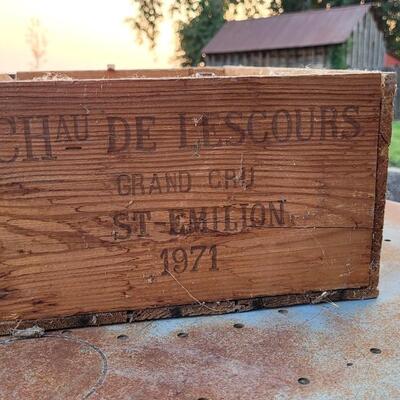 CHAU DE LESCOURS
GRAND CRU
ST-EMILION
1971